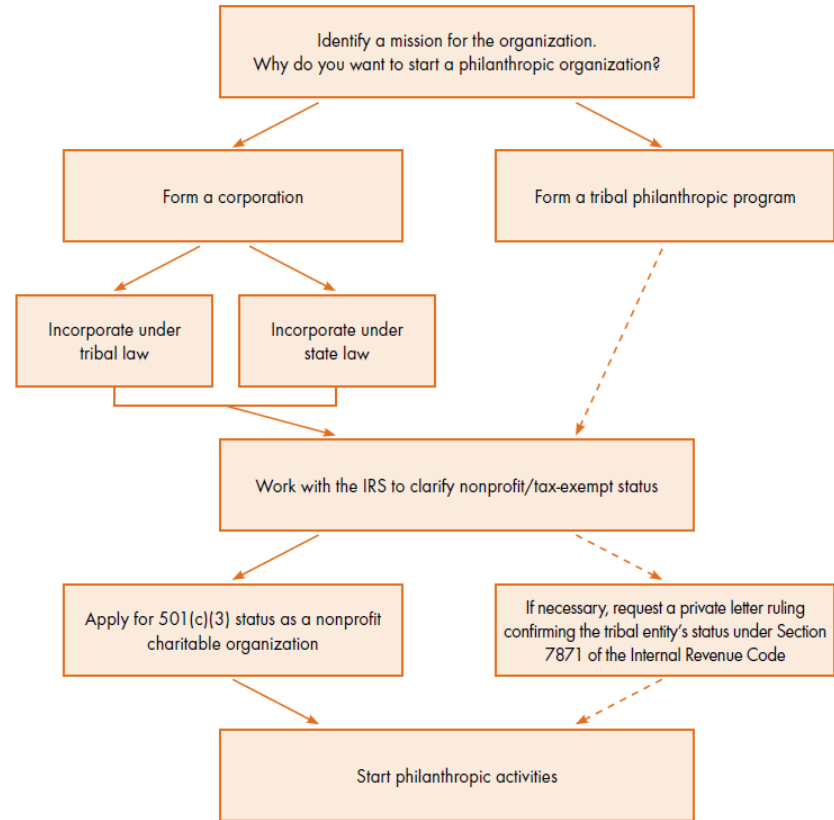 Identify a mission for the organization.
Why do you want to start a philanthropic organization?
Form a corporation
Form a tribal philanthropic program
Incorporate under
tribal law
Incorporate under
state law
Work with the IRS to clarify nonprofit/tax-exempt status
Apply for 501(c)(3) status as a nonprofit
charitable organization
If necessary, request a private letter ruling
confirming the tribal entity’s status under Section
7871 of the Internal Revenue Code
Start philanthropic activities